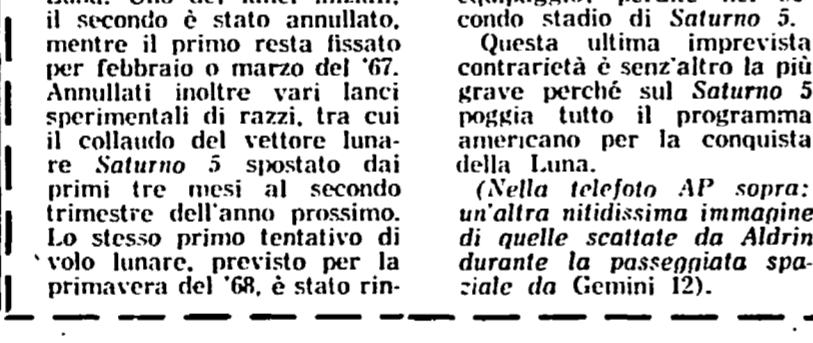 il secondo è stato annullato,
mentre il primo resta fissato
per febbraio o marzo del '67.
Annullati inoltre vari lanci
sperimentali di razzi, tra cui
il collaudo del vettore luna-
re Saturno 5 spostato dai
primi tre mesi al secondo
trimestre dell'anno prossimo.
Lo stesso primo tentativo di
volo lunare, previsto per la
primavera del '68, è stato rin-
condo stadio di Saturno 5.
Questa ultima imprevista
contrarietà è senz'altro la più
grave perché sul Saturno 5
poggia tutto il programma
americano per la conquista
della Luna.
(Nella telefoto AP sopra:
un'altra nitidissima immagine
di quelle scattate da Aldrin
durante la passeggiata spa-
ziale da Gemini 12).